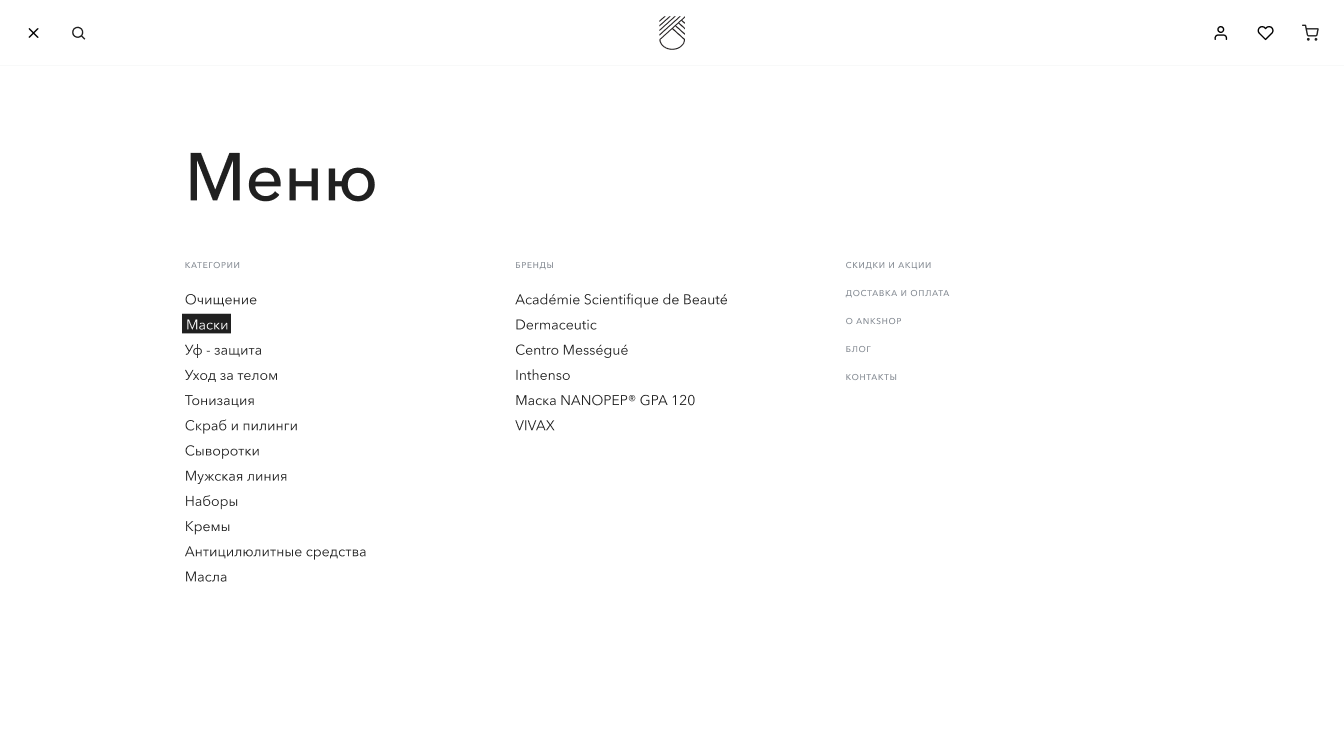 Меню
КАТЕГОРИИ
Очищение
Маски
Уф - защита
Уход за телом
Тонизация
Скраб и пилинги
Сыворотки
Мужская линия
Наборы
Кремы
Антицилюлитные средства
Масла
БРЕНДЫ
Académie Scientifique de Beauté
Dermaceutic
Centro Mességué
Inthenso
Маска NANOPEP® GPA 120
VIVAX
СКИДКИ И АКЦИИ
ДОСТАВКА И ОПЛАТА
О ANKSHOP
БЛОГ
КОНТАКТЫ